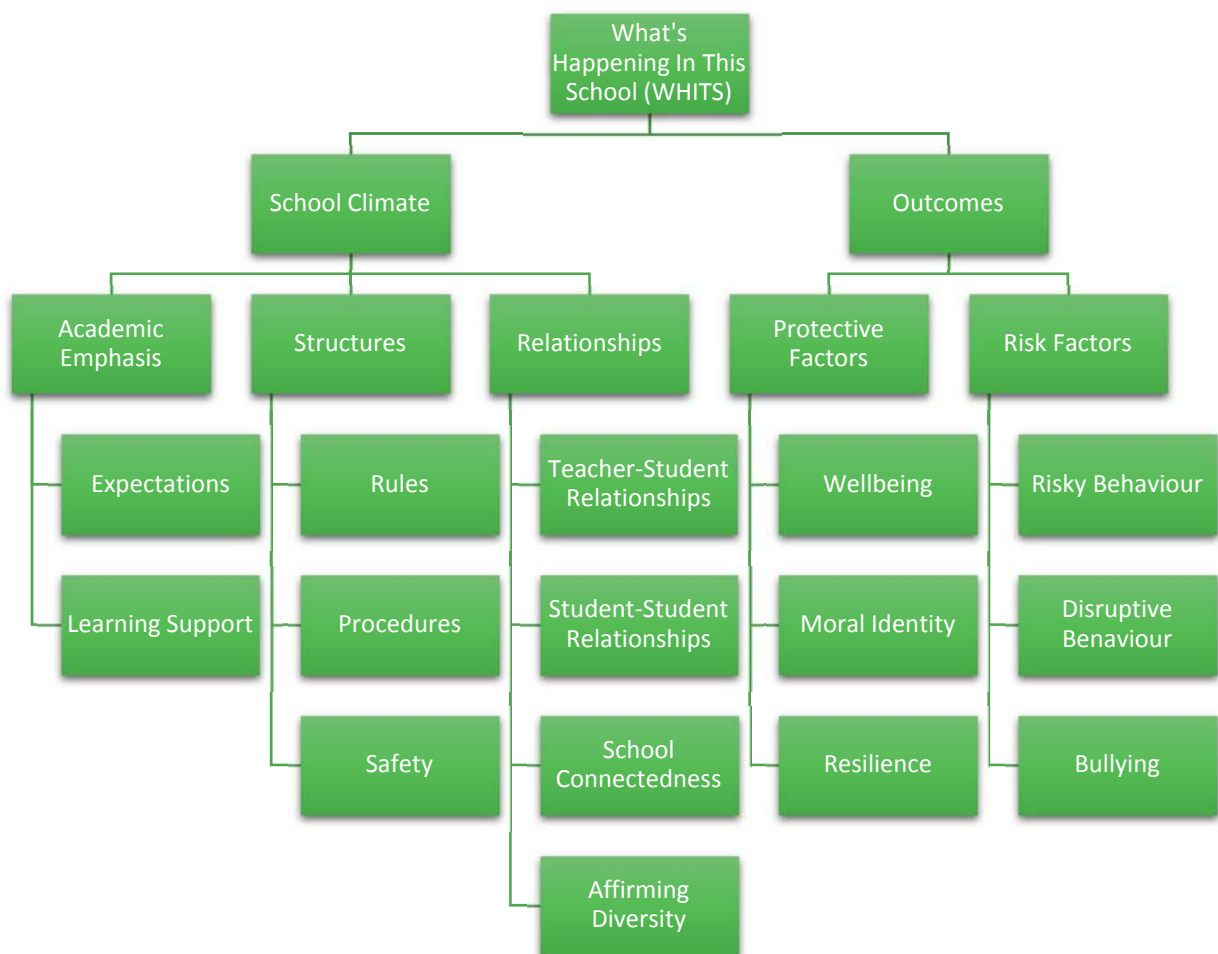 What's
Happening In This
School (WHITS)
School Climate
Outcomes
Academic
Emphasis
Structures
Relationships
Protective
Factors
Risk Factors
Expectations
Rules
Teacher-Student
Relationships
Wellbeing
Risky Behaviour
Learning Support
Procedures
Student-Student
Relationships
Moral Identity
Disruptive
Benaviour
Safety
School
Connectedness
Resilience
Bullying
Affirming
Diversity